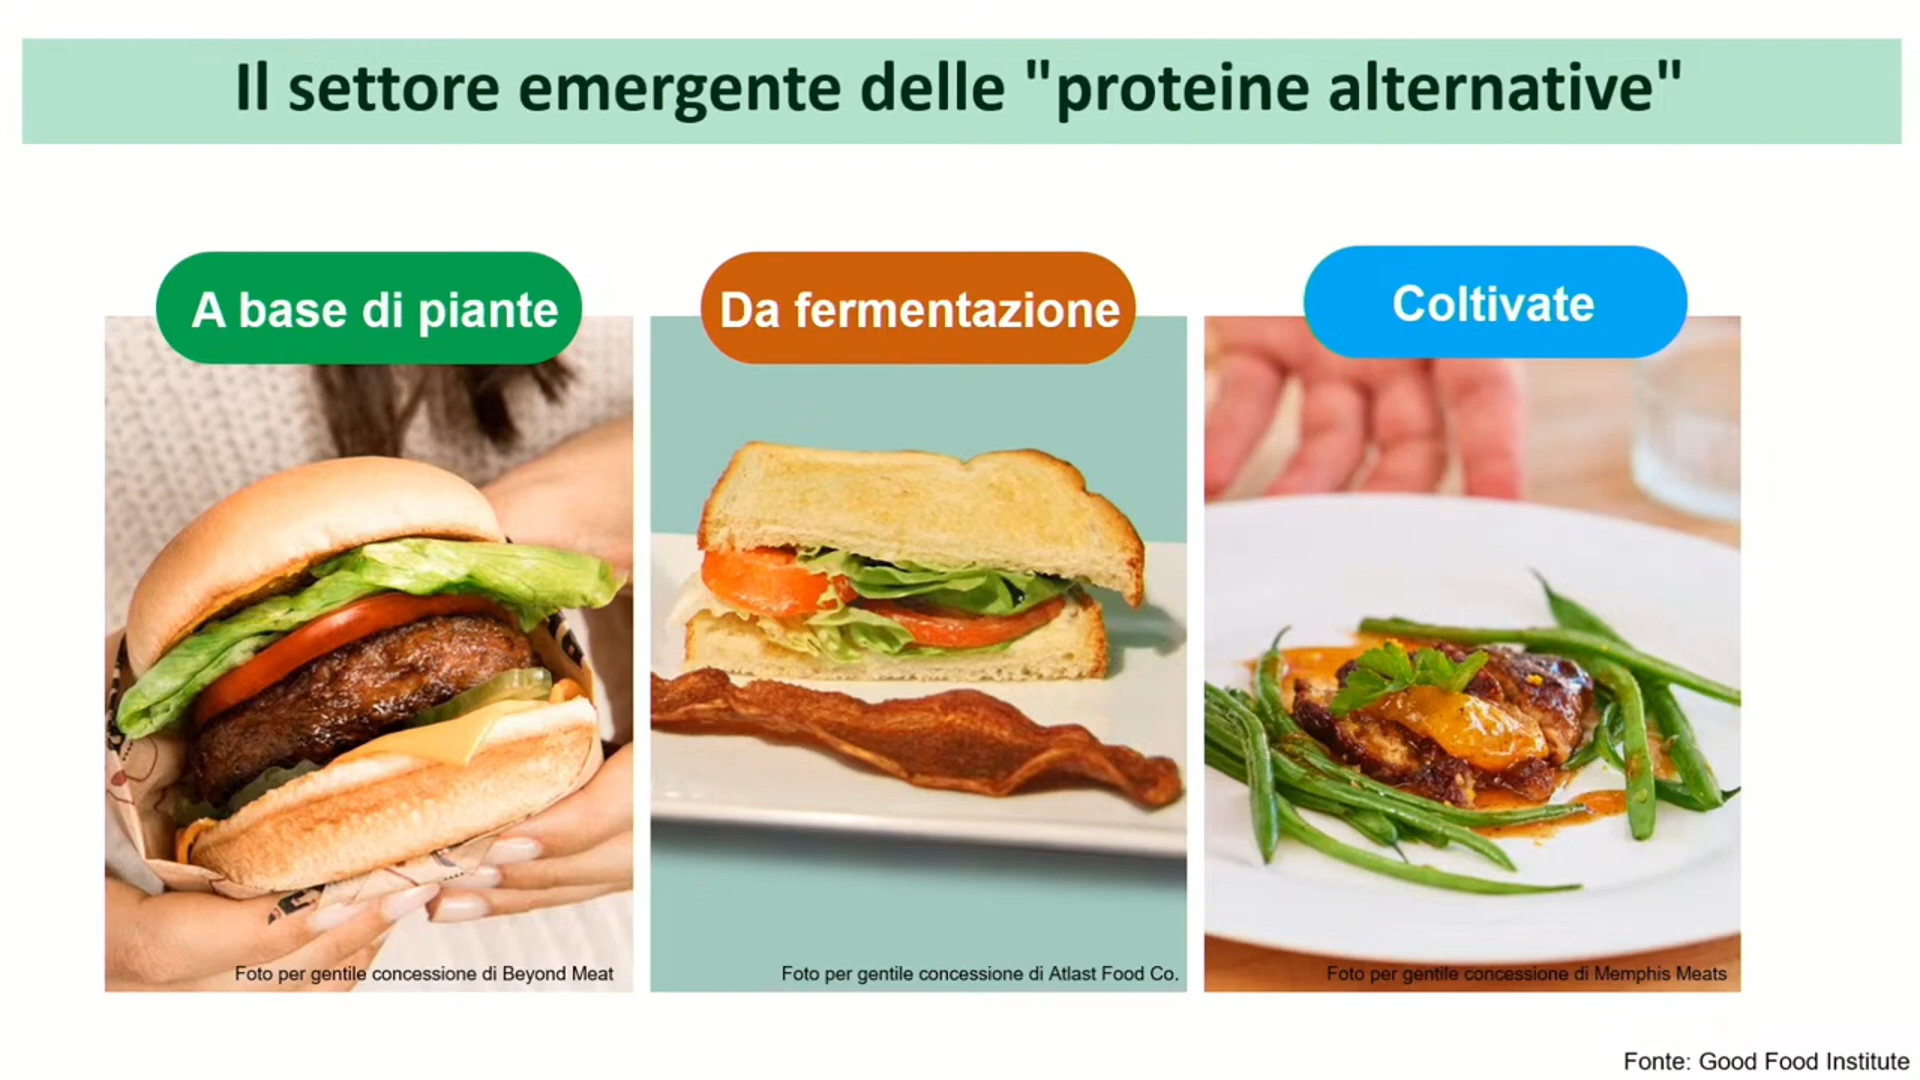 Il settore emergente delle "proteine alternative"
A base di piante
Da fermentazione
Coltivate
Foto per gentile concessione di Beyond Meat
Foto per gentile concessione di Atlast Food Co.
Foto per gentile concessione di Memphis Meats
Fonte: Good Food Institute